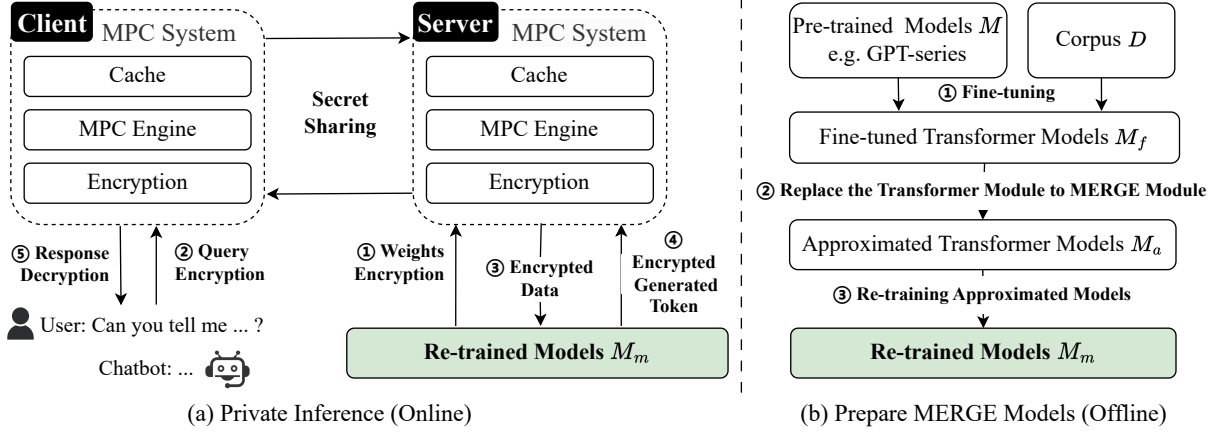 Client
MPC System
Cache
MPC Engine
Encryption
Secret
Sharing
Server
MPC System
Cache
MPC Engine
Encryption
⑤ Response
Decryption
② Query
Encryption
① Weights
Encryption
③ Encrypted
Data
④
Encrypted
Generated
Token
User: Can you tell me ... ?
Chatbot: ...
Re-trained Models M_m
(a) Private Inference (Online)
Pre-trained Models M
e.g. GPT-series
Corpus D
① Fine-tuning
Fine-tuned Transformer Models M_f
② Replace the Transformer Module to MERGE Module
Approximated Transformer Models M_a
③ Re-training Approximated Models
Re-trained Models M_m
(b) Prepare MERGE Models (Offline)